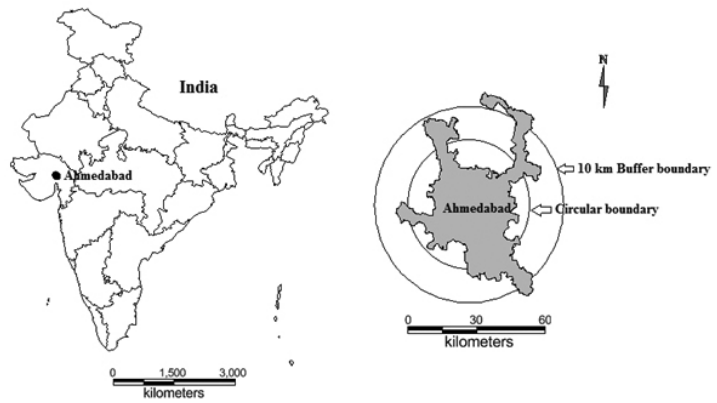 India
Ahmedabad
0 1,500 3,000
kilometers
N
10 km Buffer boundary
Ahmedabad
Circular boundary
0 30 60
kilometers